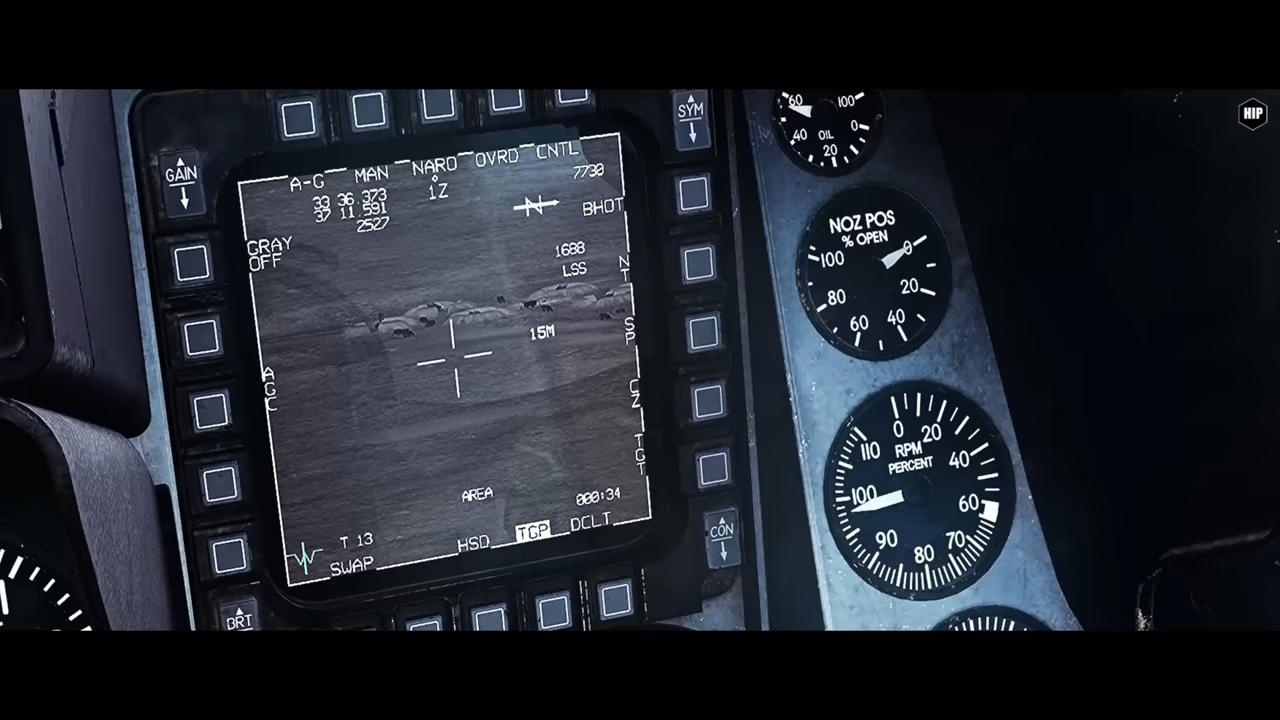 HIP
SYM
GAIN
A-G MAN NARO OVRD CNTL
33 36 373
37 11.591
2527
1Z
7730
N
BHOT
GRAY
OFF
1688
LSS
NT
SP
15M
AGC
CZ
TGT
AREA
000:34
T 13
SWAP HSD TGP DCLT
CON
BRT
60 100
40 OIL 0
20
NOZ POS
% OPEN
100 0
80 20
60 40
0 20
110 RPM 40
PERCENT
100 60
90 80 70